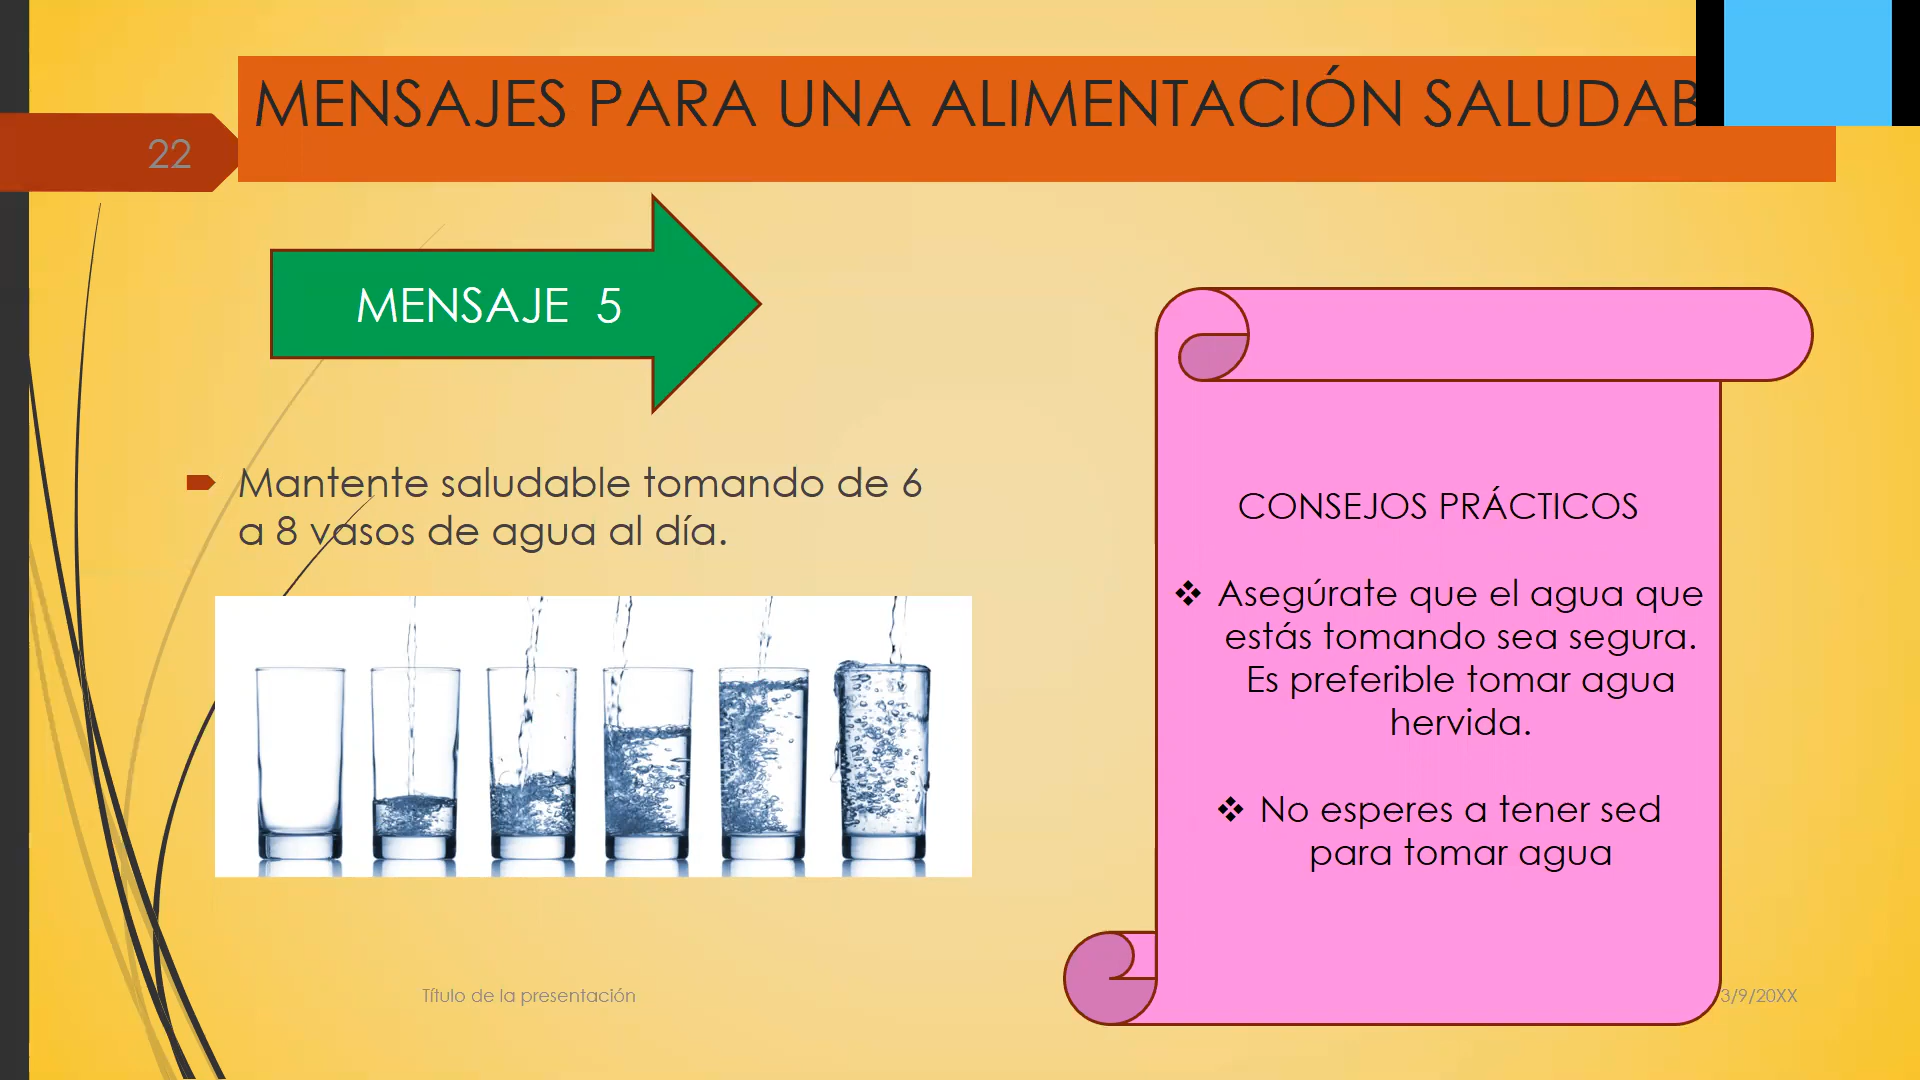 MENSAJES PARA UNA ALIMENTACIÓN SALUDAB
22
MENSAJE 5
Mantente saludable tomando de 6
a 8 vasos de agua al día.
CONSEJOS PRÁCTICOS
❖ Asegúrate que el agua que
estás tomando sea segura.
Es preferible tomar agua
hervida.
❖ No esperes a tener sed
para tomar agua
Título de la presentación
3/9/20XX